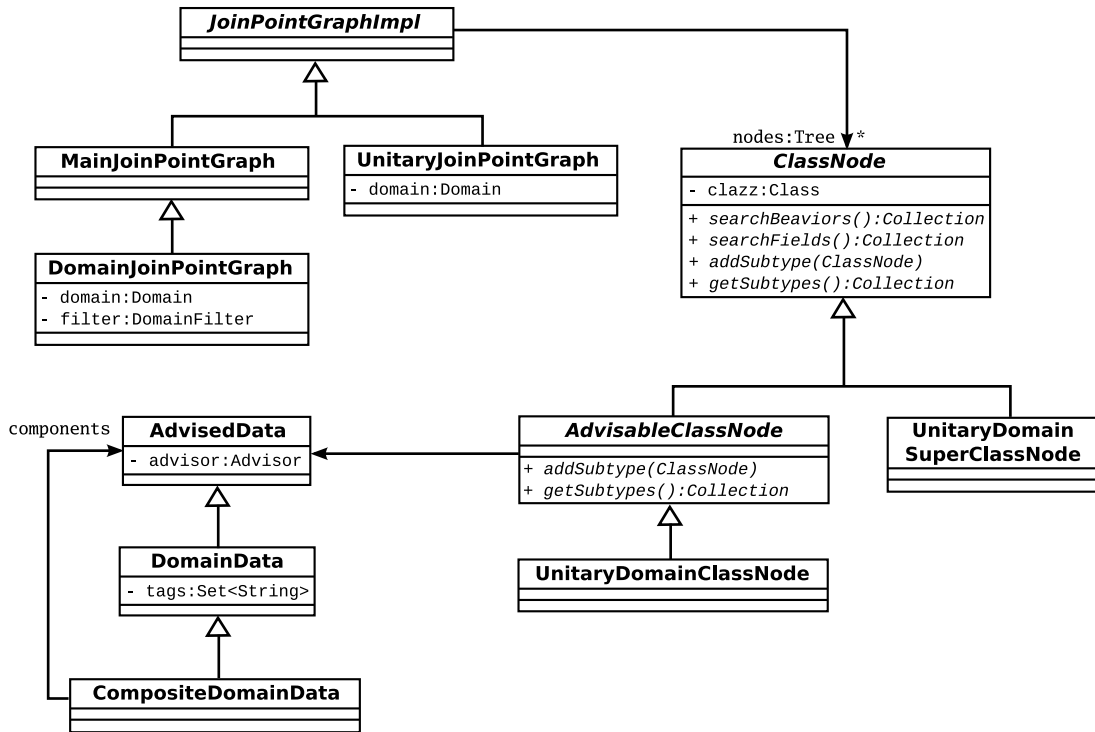 JoinPointGraphImpl
nodes:Tree *
MainJoinPointGraph
UnitaryJoinPointGraph
- domain:Domain
ClassNode
- clazz:Class
+ searchBeaviors():Collection
+ searchFields():Collection
+ addSubtype(ClassNode)
+ getSubtypes():Collection
DomainJoinPointGraph
- domain:Domain
- filter:DomainFilter
components
AdvisedData
- advisor:Advisor
AdvisableClassNode
+ addSubtype(ClassNode)
+ getSubtypes():Collection
UnitaryDomain
SuperClassNode
DomainData
- tags:Set<String>
UnitaryDomainClassNode
CompositeDomainData